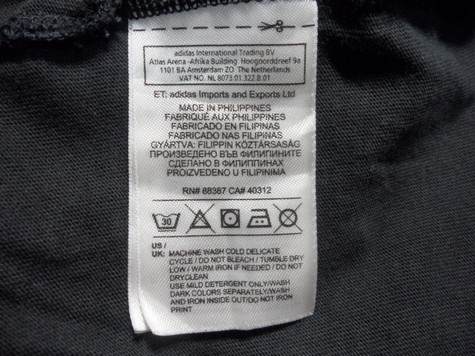 adidas International Trading BV
Atlas Arena -Afrika Building Hoogoorddreef 9a
1101 BA Amsterdam ZO The Netherlands
VAT NO. NL 8073.01.322.B.01
ET: adidas Imports and Exports Ltd
MADE IN PHILIPPINES
FABRIQUÉ AUX PHILIPPINES
FABRICADO EN FILIPINAS
FABRICADO NAS FILIPINAS
GYÁRTVA: FILIPPIN KÖZTÁRSASÁG
ПРОИЗВЕДЕНО ВЪВ ФИЛИПИНИТЕ
СДЕЛАНО В ФИЛИППИНАХ
PROIZVEDENO U FILIPINIMA
RN# 88387 CA# 40312
30
US /
UK: MACHINE WASH COLD DELICATE
CYCLE / DO NOT BLEACH / TUMBLE DRY
LOW / WARM IRON IF NEEDED / DO NOT
DRYCLEAN
USE MILD DETERGENT ONLY/WASH
DARK COLORS SEPARATELY/WASH
AND IRON INSIDE OUT/DO NOT IRON
PRINT